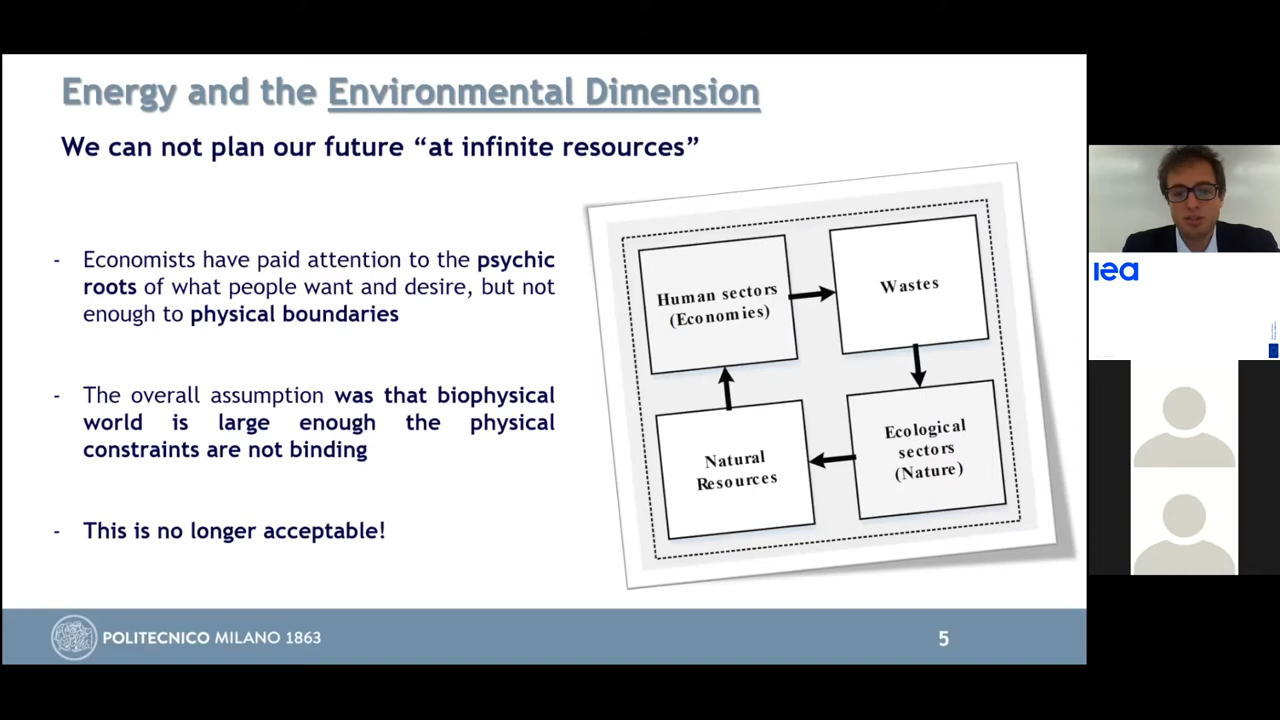 Energy and the Environmental Dimension
We can not plan our future “at infinite resources”
- Economists have paid attention to the psychic
roots of what people want and desire, but not
enough to physical boundaries
- The overall assumption was that biophysical
world is large enough the physical
constraints are not binding
- This is no longer acceptable!
Human sectors
(Economies)
Wastes
Natural
Resources
Ecological
sectors
(Nature)
POLITECNICO MILANO 1863
5
iea